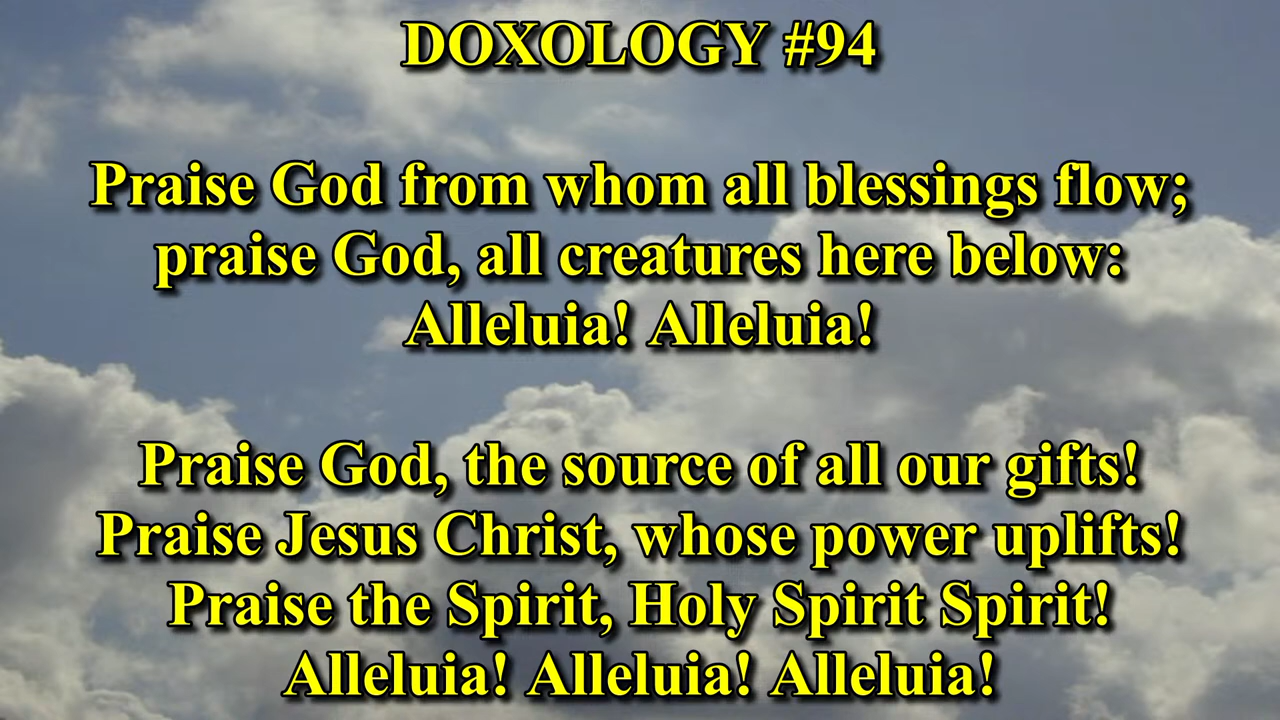 DOXOLOGY #94
Praise God from whom all blessings flow;
praise God, all creatures here below:
Alleluia! Alleluia!
Praise God, the source of all our gifts!
Praise Jesus Christ, whose power uplifts!
Praise the Spirit, Holy Spirit Spirit!
Alleluia! Alleluia! Alleluia!